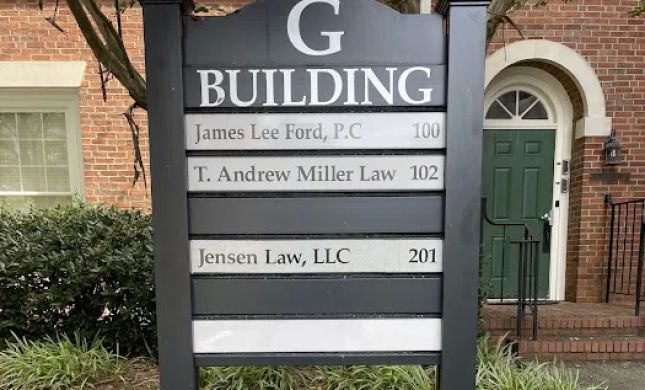 G
BUILDING
James Lee Ford, P.C 100
T. Andrew Miller Law 102
Jensen Law, LLC 201